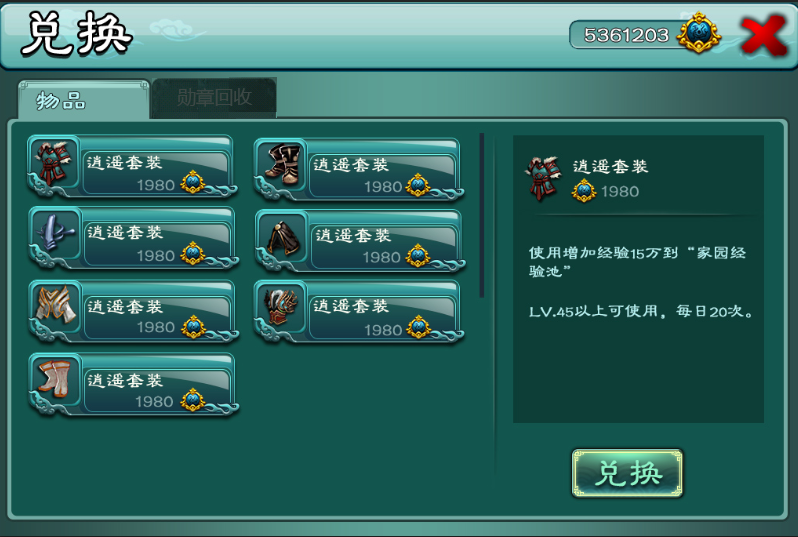 兑换
5361203
物品
勋章回收
逍遥套装
1980
逍遥套装
1980
逍遥套装
1980
逍遥套装
1980
逍遥套装
1980
逍遥套装
1980
逍遥套装
1980
逍遥套装
1980
使用增加经验15万到“家园经
验池”
LV.45以上可使用，每日20次。
兑换